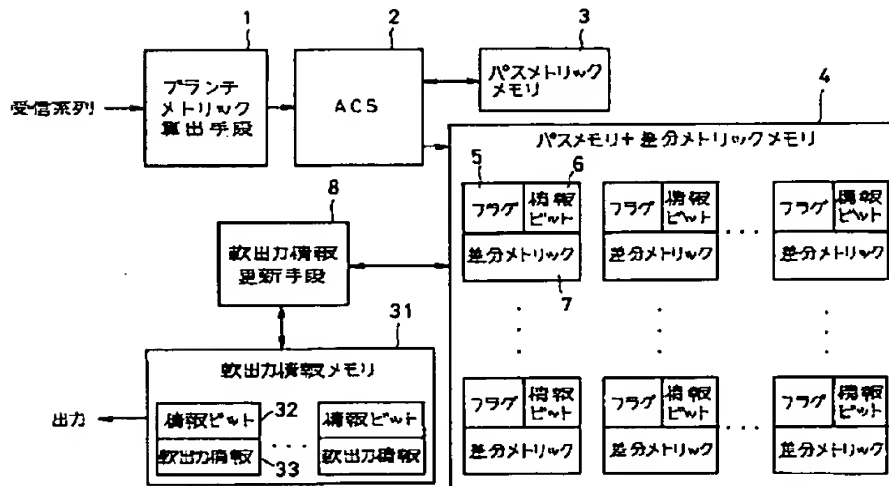 1
2
3
受信系列
ブランチ
メトリック
算出手段
ACS
パスメトリック
メモリ
4
パスメモリ+差分メトリックメモリ
5
6
フラグ
情報
ビット
フラグ
情報
ビット
...
フラグ
情報
ビット
差分メトリック
差分メトリック
差分メトリック
7
8
軟出力情報
更新手段
31
軟出力情報メモリ
出力
情報ビット
32
...
情報ビット
軟出力情報
33
軟出力情報
フラグ
情報
ビット
フラグ
情報
ビット
...
フラグ
情報
ビット
差分メトリック
差分メトリック
差分メトリック